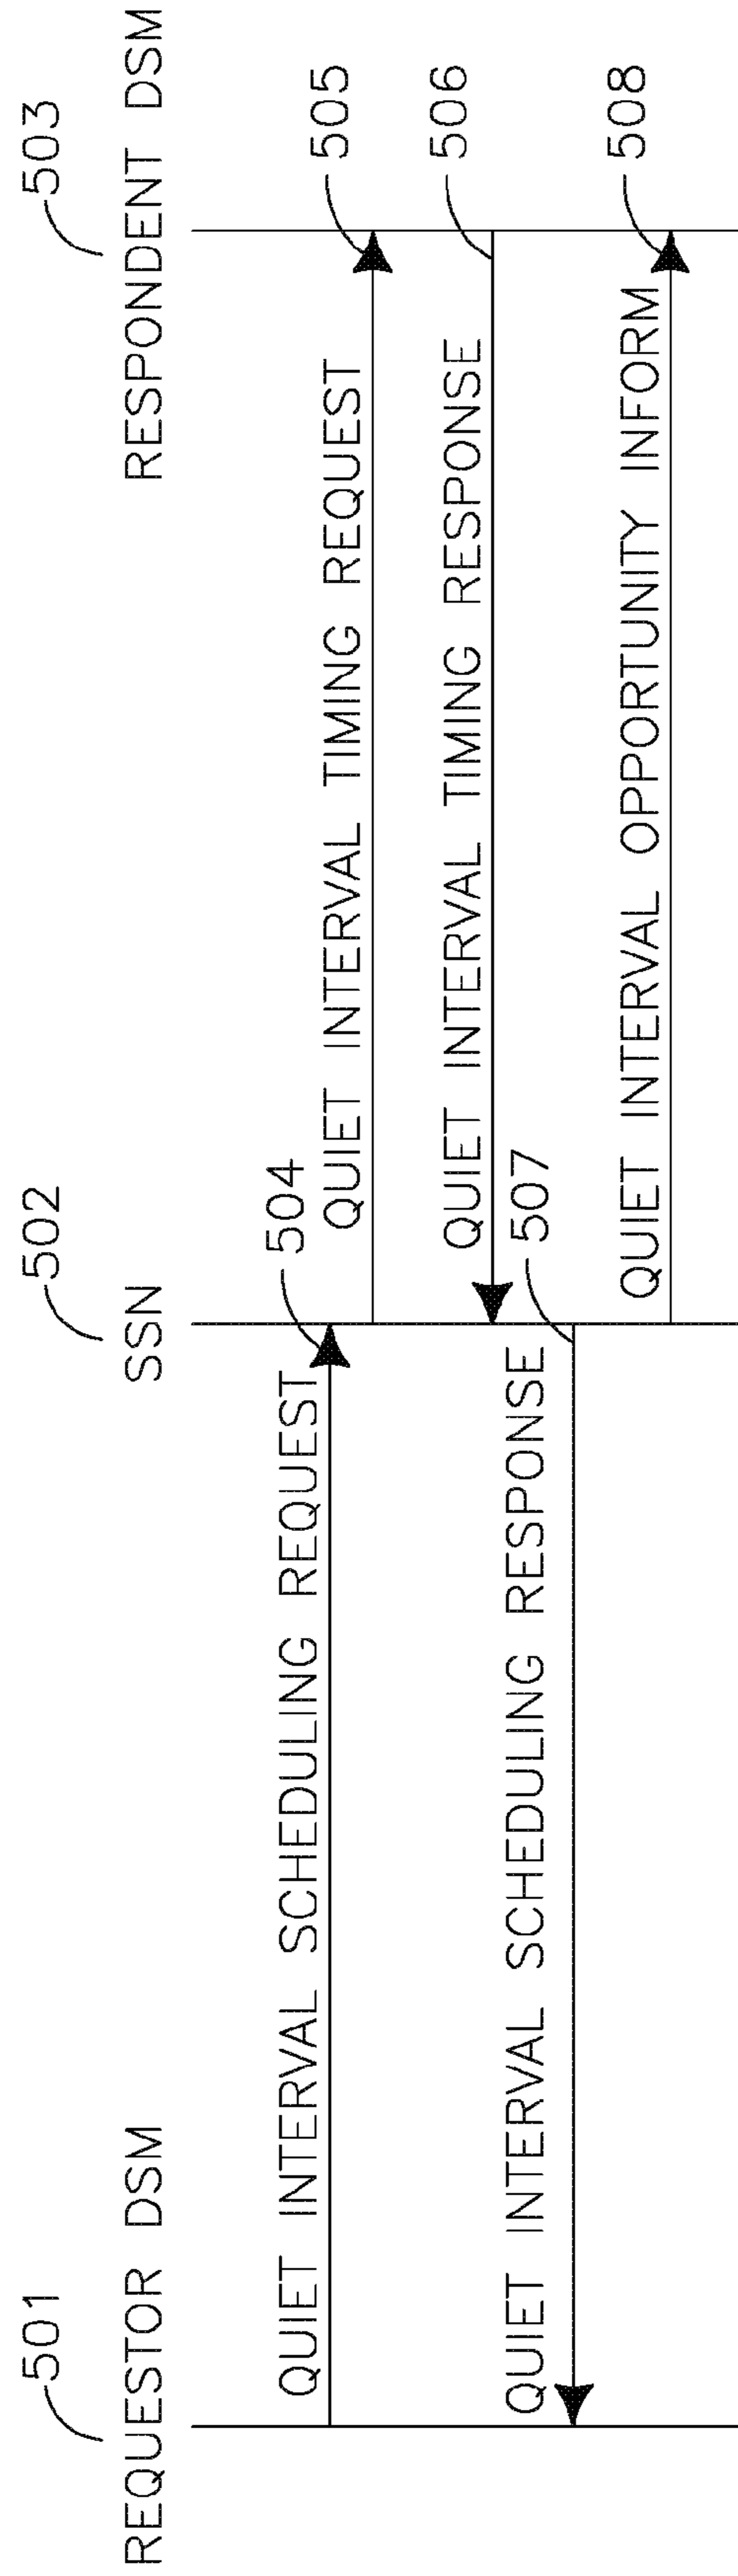 501
REQUESTOR DSM
502
SSN
503
RESPONDENT DSM
QUIET INTERVAL SCHEDULING REQUEST
504
QUIET INTERVAL TIMING REQUEST
505
QUIET INTERVAL TIMING RESPONSE
506
QUIET INTERVAL SCHEDULING RESPONSE
507
QUIET INTERVAL OPPORTUNITY INFORM
508